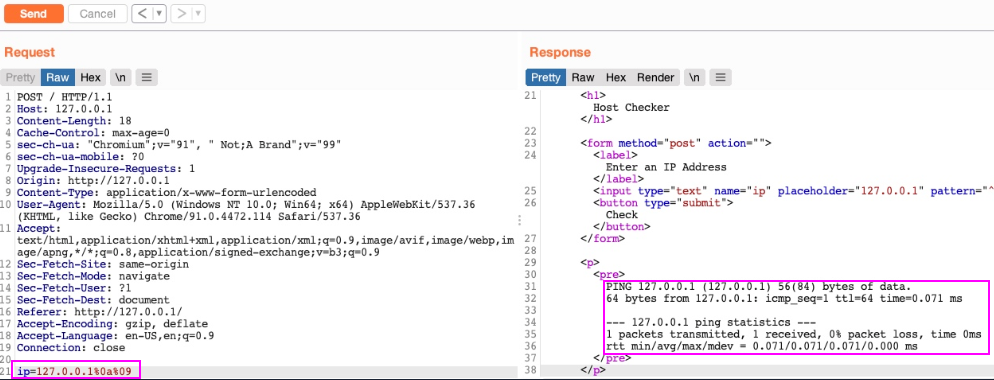 Send
Cancel
<
>
Request
Pretty
Raw
Hex
\n
1 POST / HTTP/1.1
2 Host: 127.0.0.1
3 Content-Length: 18
4 Cache-Control: max-age=0
5 sec-ch-ua: "Chromium";v="91", " Not;A Brand";v="99"
6 sec-ch-ua-mobile: ?0
7 Upgrade-Insecure-Requests: 1
8 Origin: http://127.0.0.1
9 Content-Type: application/x-www-form-urlencoded
10 User-Agent: Mozilla/5.0 (Windows NT 10.0; Win64; x64) AppleWebKit/537.36
(KHTML, like Gecko) Chrome/91.0.4472.114 Safari/537.36
11 Accept:
text/html,application/xhtml+xml,application/xml;q=0.9,image/avif,image/webp,im
age/apng,*/*;q=0.8,application/signed-exchange;v=b3;q=0.9
12 Sec-Fetch-Site: same-origin
13 Sec-Fetch-Mode: navigate
14 Sec-Fetch-User: ?1
15 Sec-Fetch-Dest: document
16 Referer: http://127.0.0.1/
17 Accept-Encoding: gzip, deflate
18 Accept-Language: en-US,en;q=0.9
19 Connection: close
20
21 ip=127.0.0.1%0a%09
Response
Pretty
Raw
Hex
Render
\n
21 <h1>
Host Checker
</h1>
22
23 <form method="post" action="">
24 <label>
Enter an IP Address
</label>
25 <input type="text" name="ip" placeholder="127.0.0.1" pattern="^
26 <button type="submit">
Check
</button>
27 </form>
28
29 <p>
30 <pre>
31 PING 127.0.0.1 (127.0.0.1) 56(84) bytes of data.
32 64 bytes from 127.0.0.1: icmp_seq=1 ttl=64 time=0.071 ms
33
34 --- 127.0.0.1 ping statistics ---
35 1 packets transmitted, 1 received, 0% packet loss, time 0ms
36 rtt min/avg/max/mdev = 0.071/0.071/0.071/0.000 ms
37 </pre>
38 </p>